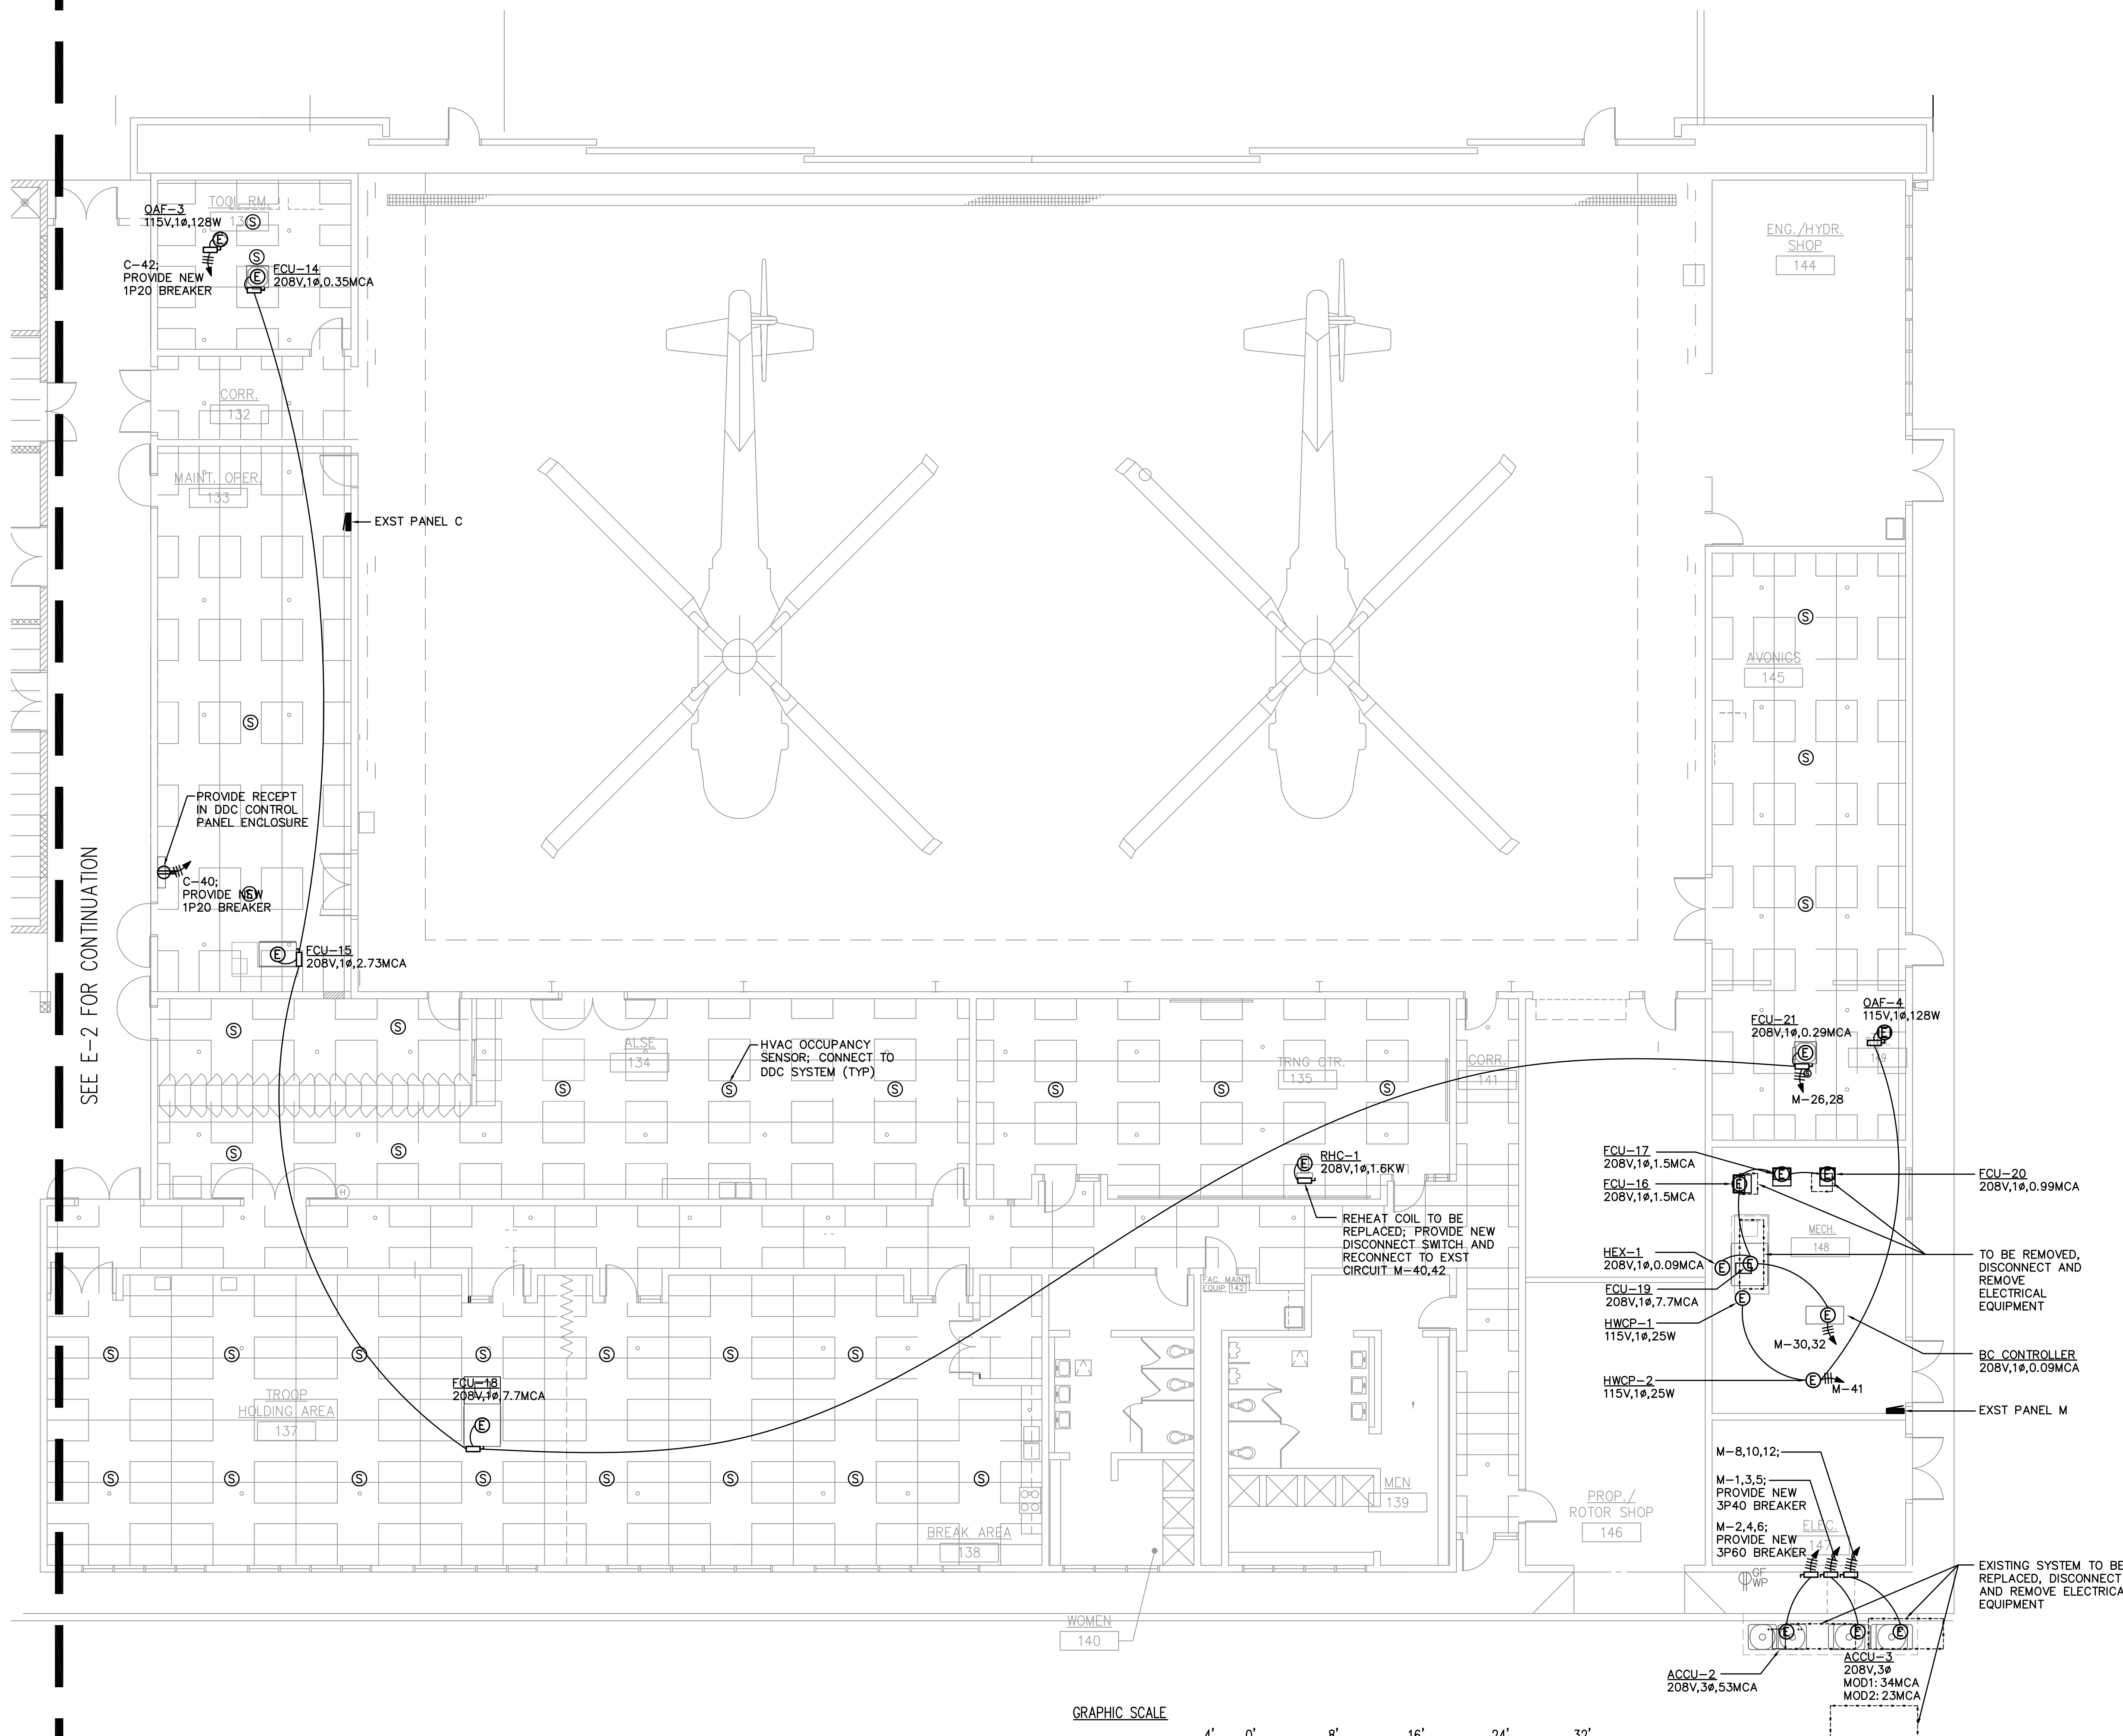 TOOL RM.
OAF-3
115V,1ø,128W
C-42;
PROVIDE NEW
1P20 BREAKER
FCU-14
208V,1ø,0.35MCA
ENG./HYDR.
SHOP
144
CORR.
132
MAINT. OPER.
133
EXST PANEL C
AVONICS
145
PROVIDE RECEPT
IN DDC CONTROL
PANEL ENCLOSURE
C-40;
PROVIDE NEW
1P20 BREAKER
SEE E-2 FOR CONTINUATION
FCU-15
208V,1ø,2.73MCA
ALSE
134
HVAC OCCUPANCY
SENSOR; CONNECT TO
DDC SYSTEM (TYP)
TRNG CTR.
135
CORR.
141
OAF-4
115V,1ø,128W
149
FCU-21
208V,1ø,0.29MCA
M-26,28
RHC-1
208V,1ø,1.6KW
REHEAT COIL TO BE
REPLACED; PROVIDE NEW
DISCONNECT SWITCH AND
RECONNECT TO EXST
CIRCUIT M-40,42
FCU-17
208V,1ø,1.5MCA
FCU-16
208V,1ø,1.5MCA
FCU-20
208V,1ø,0.99MCA
MECH.
148
HEX-1
208V,1ø,0.09MCA
FCU-19
208V,1ø,7.7MCA
HWCP-1
115V,1ø,25W
TO BE REMOVED,
DISCONNECT AND
REMOVE
ELECTRICAL
EQUIPMENT
M-30,32
BC CONTROLLER
208V,1ø,0.09MCA
HWCP-2
115V,1ø,25W
M-41
EXST PANEL M
FAC. MAINT
EQUIP 142
TROOP
HOLDING AREA
137
FCU-18
208V,1ø,7.7MCA
BREAK AREA
138
MEN
139
PROP./
ROTOR SHOP
146
M-8,10,12;
M-1,3,5;
PROVIDE NEW
3P40 BREAKER
M-2,4,6;
PROVIDE NEW
3P60 BREAKER
ELEC.
147
GF
WP
EXISTING SYSTEM TO BE
REPLACED, DISCONNECT
AND REMOVE ELECTRICA
EQUIPMENT
WOMEN
140
ACCU-2
208V,3ø,53MCA
ACCU-3
208V,3ø
MOD1: 34MCA
MOD2: 23MCA
GRAPHIC SCALE
4' 0' 8' 16' 24' 32'